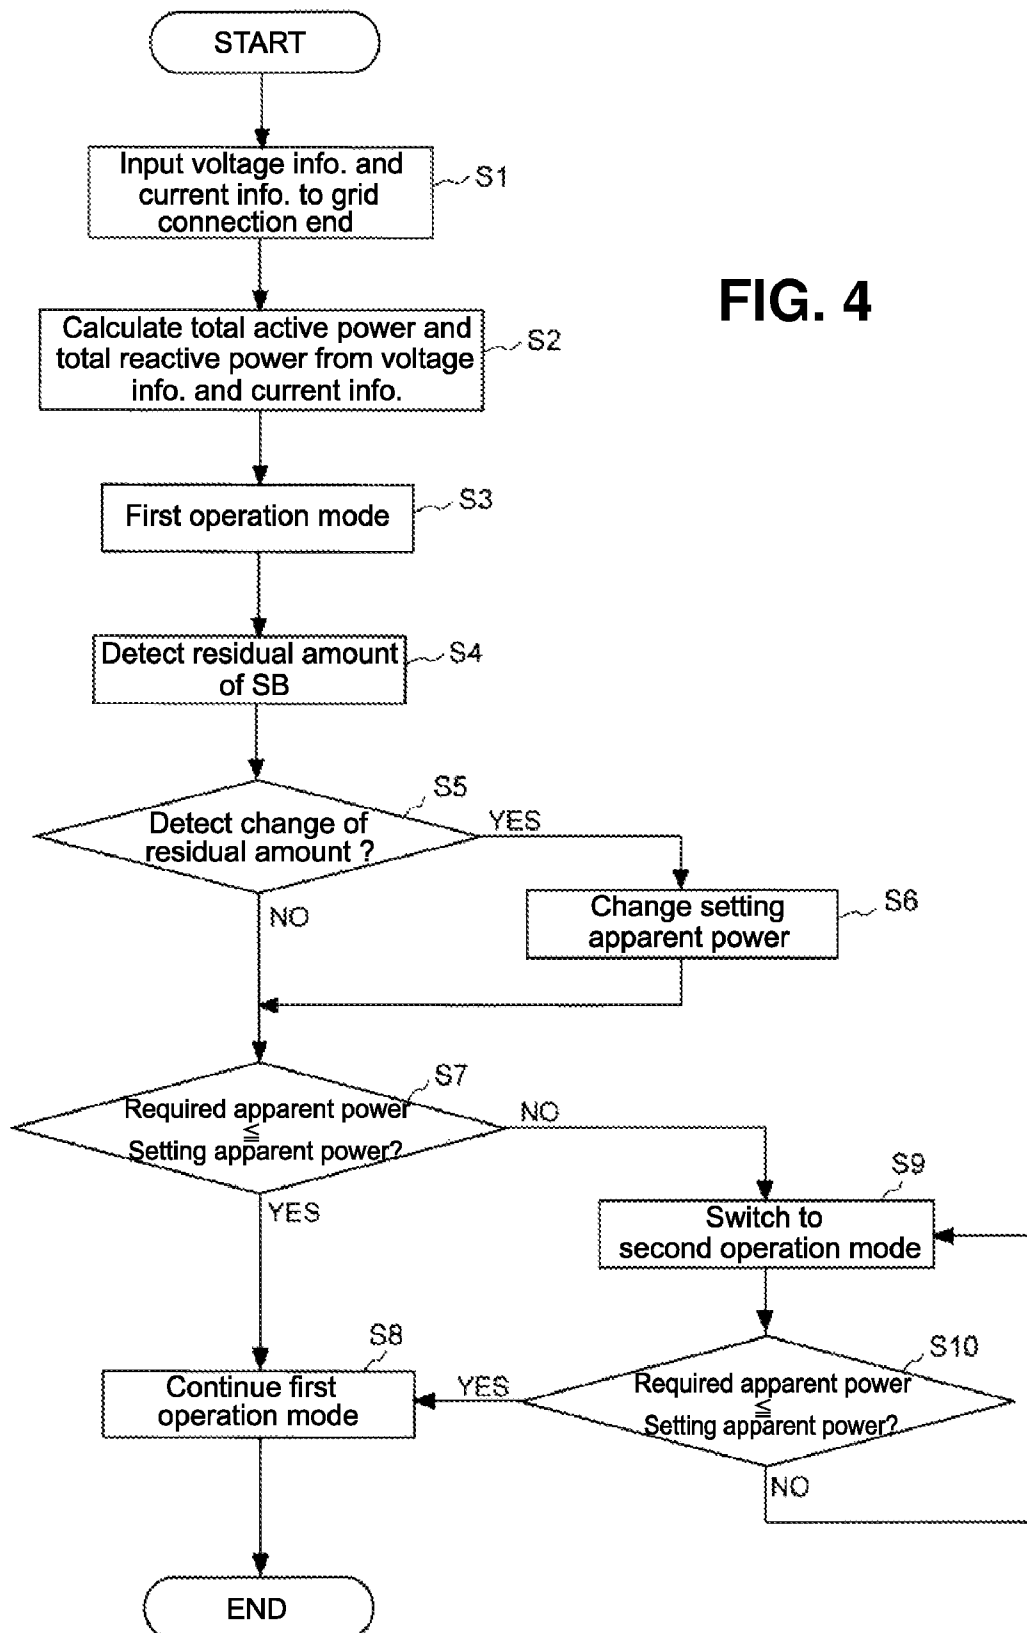 START
Input voltage info. and
current info. to grid
connection end
S1
FIG. 4
Calculate total active power and
total reactive power from voltage
info. and current info.
S2
First operation mode
S3
Detect residual amount
of SB
S4
S5
Detect change of
residual amount ?
YES
NO
Change setting
apparent power
S6
S7
Required apparent power
≦
Setting apparent power?
NO
YES
S9
Switch to
second operation mode
S8
Continue first
operation mode
S10
Required apparent power
≦
Setting apparent power?
YES
NO
END